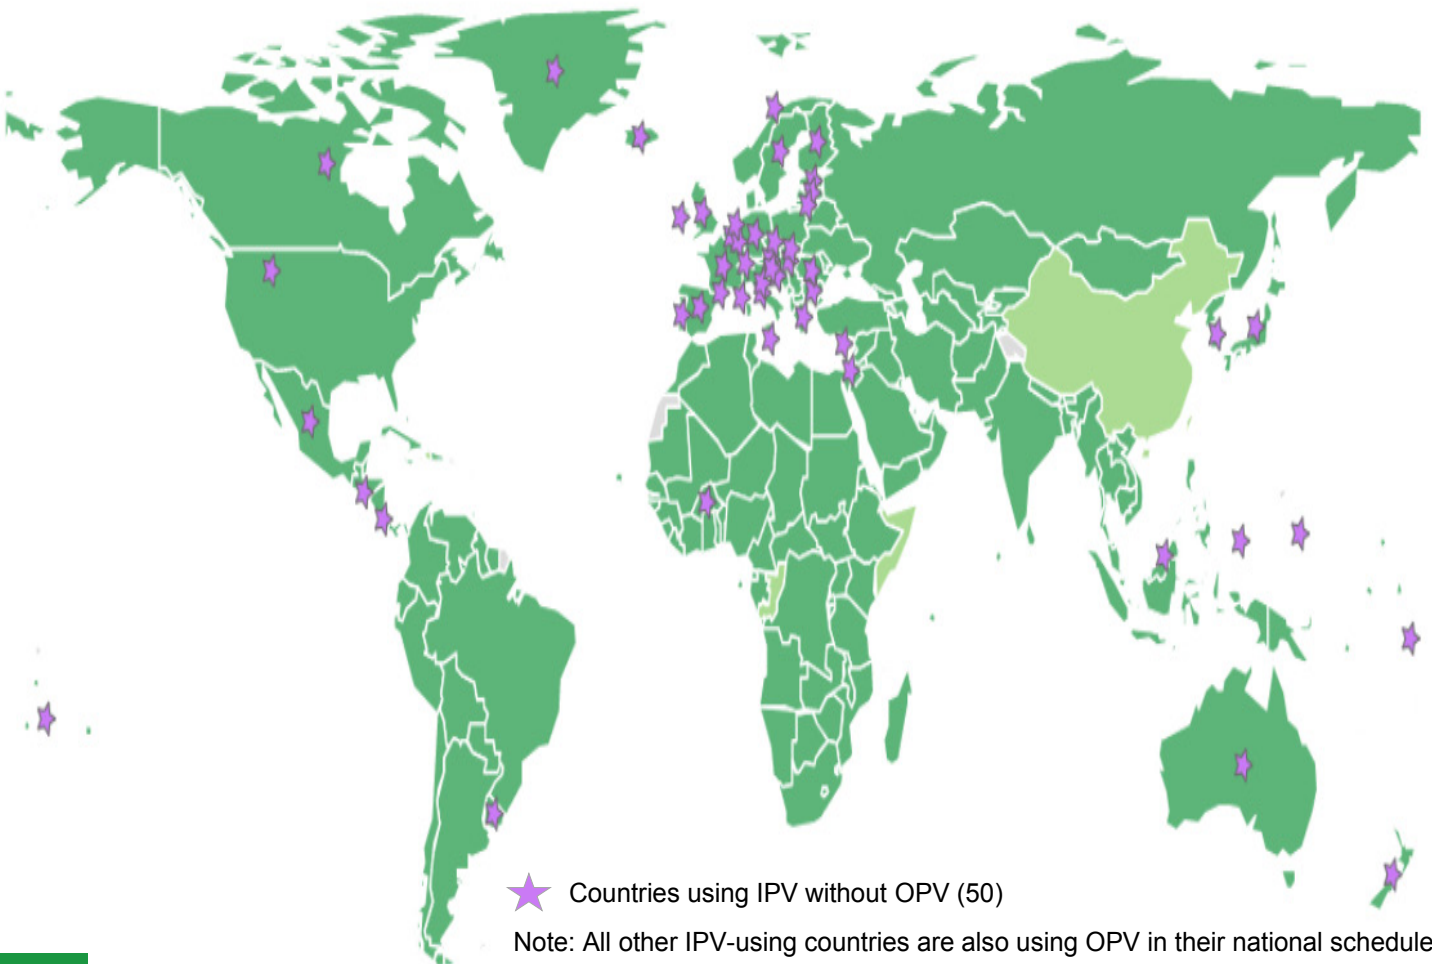 Countries using IPV without OPV (50)
Note: All other IPV-using countries are also using OPV in their national schedule